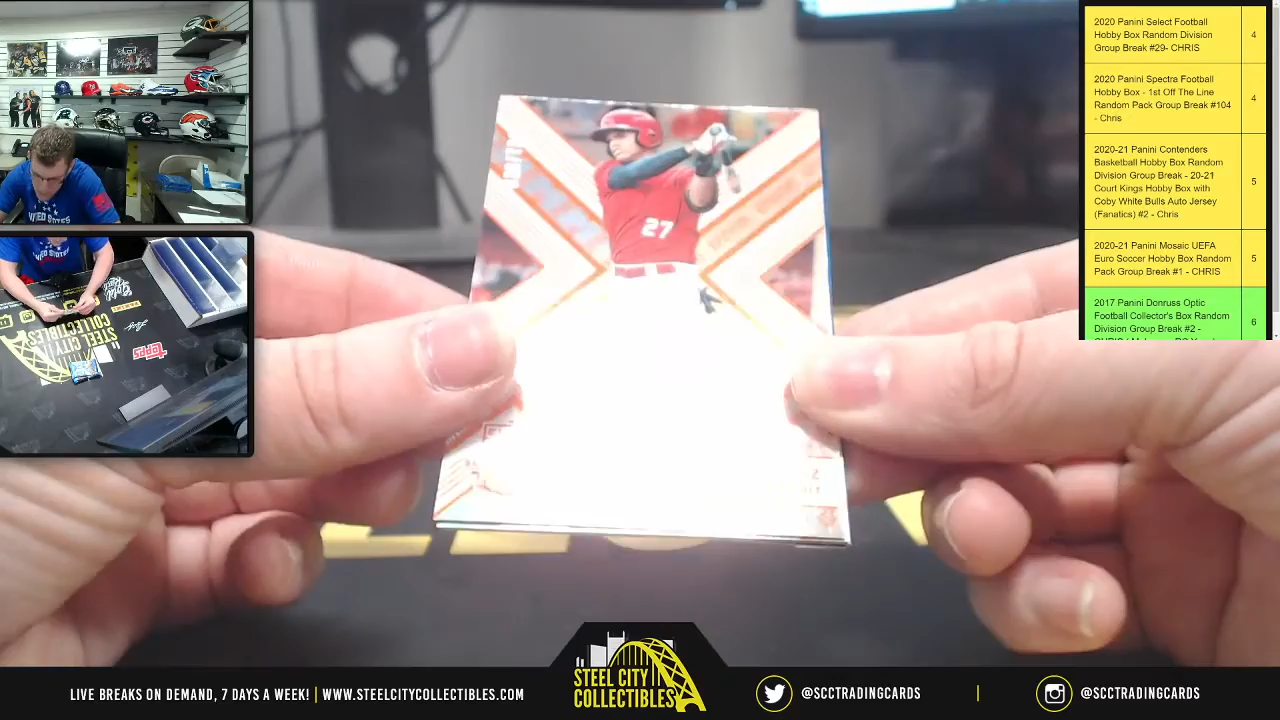 2020 Panini Select Football
Hobby Box Random Division
Group Break #29- CHRIS
4
2020 Panini Spectra Football
Hobby Box - 1st Off The Line
Random Pack Group Break #104
- Chris
4
2020-21 Panini Contenders
Basketball Hobby Box Random
Division Group Break - 20-21
Court Kings Hobby Box with
Coby White Bulls Auto Jersey
(Fanatics) #2 - Chris
5
2020-21 Panini Mosaic UEFA
Euro Soccer Hobby Box Random
Pack Group Break #1 - CHRIS
5
2017 Panini Donruss Optic
Football Collector's Box Random
Division Group Break #2 -
6
27
UNITED STATES
STEEL CITY
COLLECTIBLES
topps
STEEL CITY
COLLECTIBLES
LIVE BREAKS ON DEMAND, 7 DAYS A WEEK! | WWW.STEELCITYCOLLECTIBLES.COM
@SCCTRADINGCARDS | @SCCTRADINGCARDS